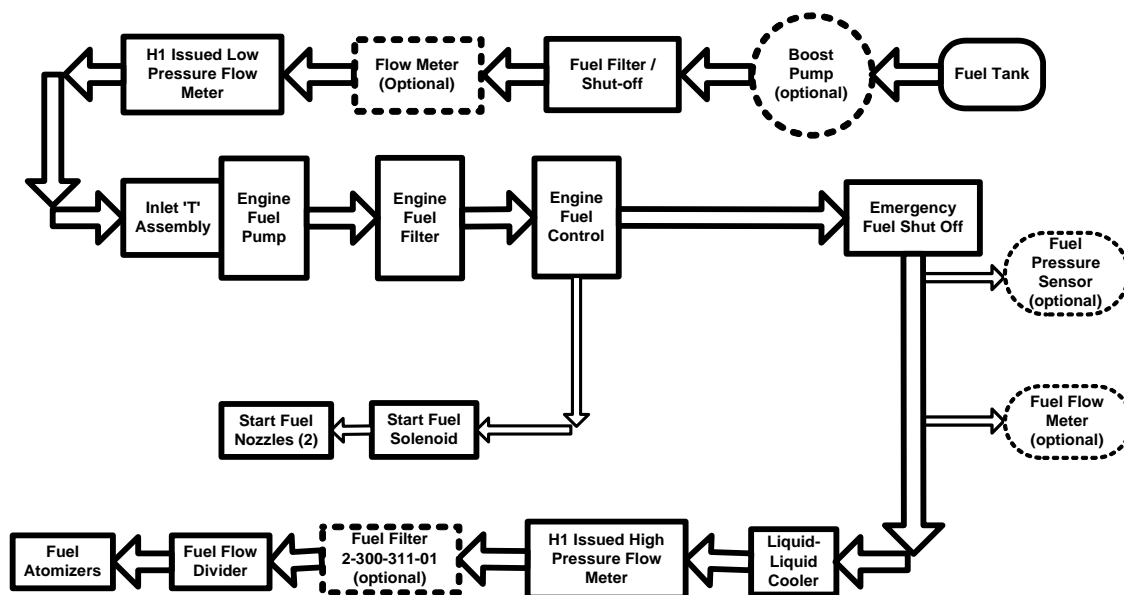 H1 Issued Low
Pressure Flow
Meter
Flow Meter
(Optional)
Fuel Filter /
Shut-off
Boost
Pump
(optional)
Fuel Tank
Inlet 'T'
Assembly
Engine
Fuel
Pump
Engine
Fuel
Filter
Engine
Fuel
Control
Emergency
Fuel Shut Off
Fuel
Pressure
Sensor
(optional)
Start Fuel
Nozzles (2)
Start Fuel
Solenoid
Fuel Flow
Meter
(optional)
Fuel
Atomizers
Fuel Flow
Divider
Fuel Filter
2-300-311-01
(optional)
H1 Issued High
Pressure Flow
Meter
Liquid-
Liquid
Cooler